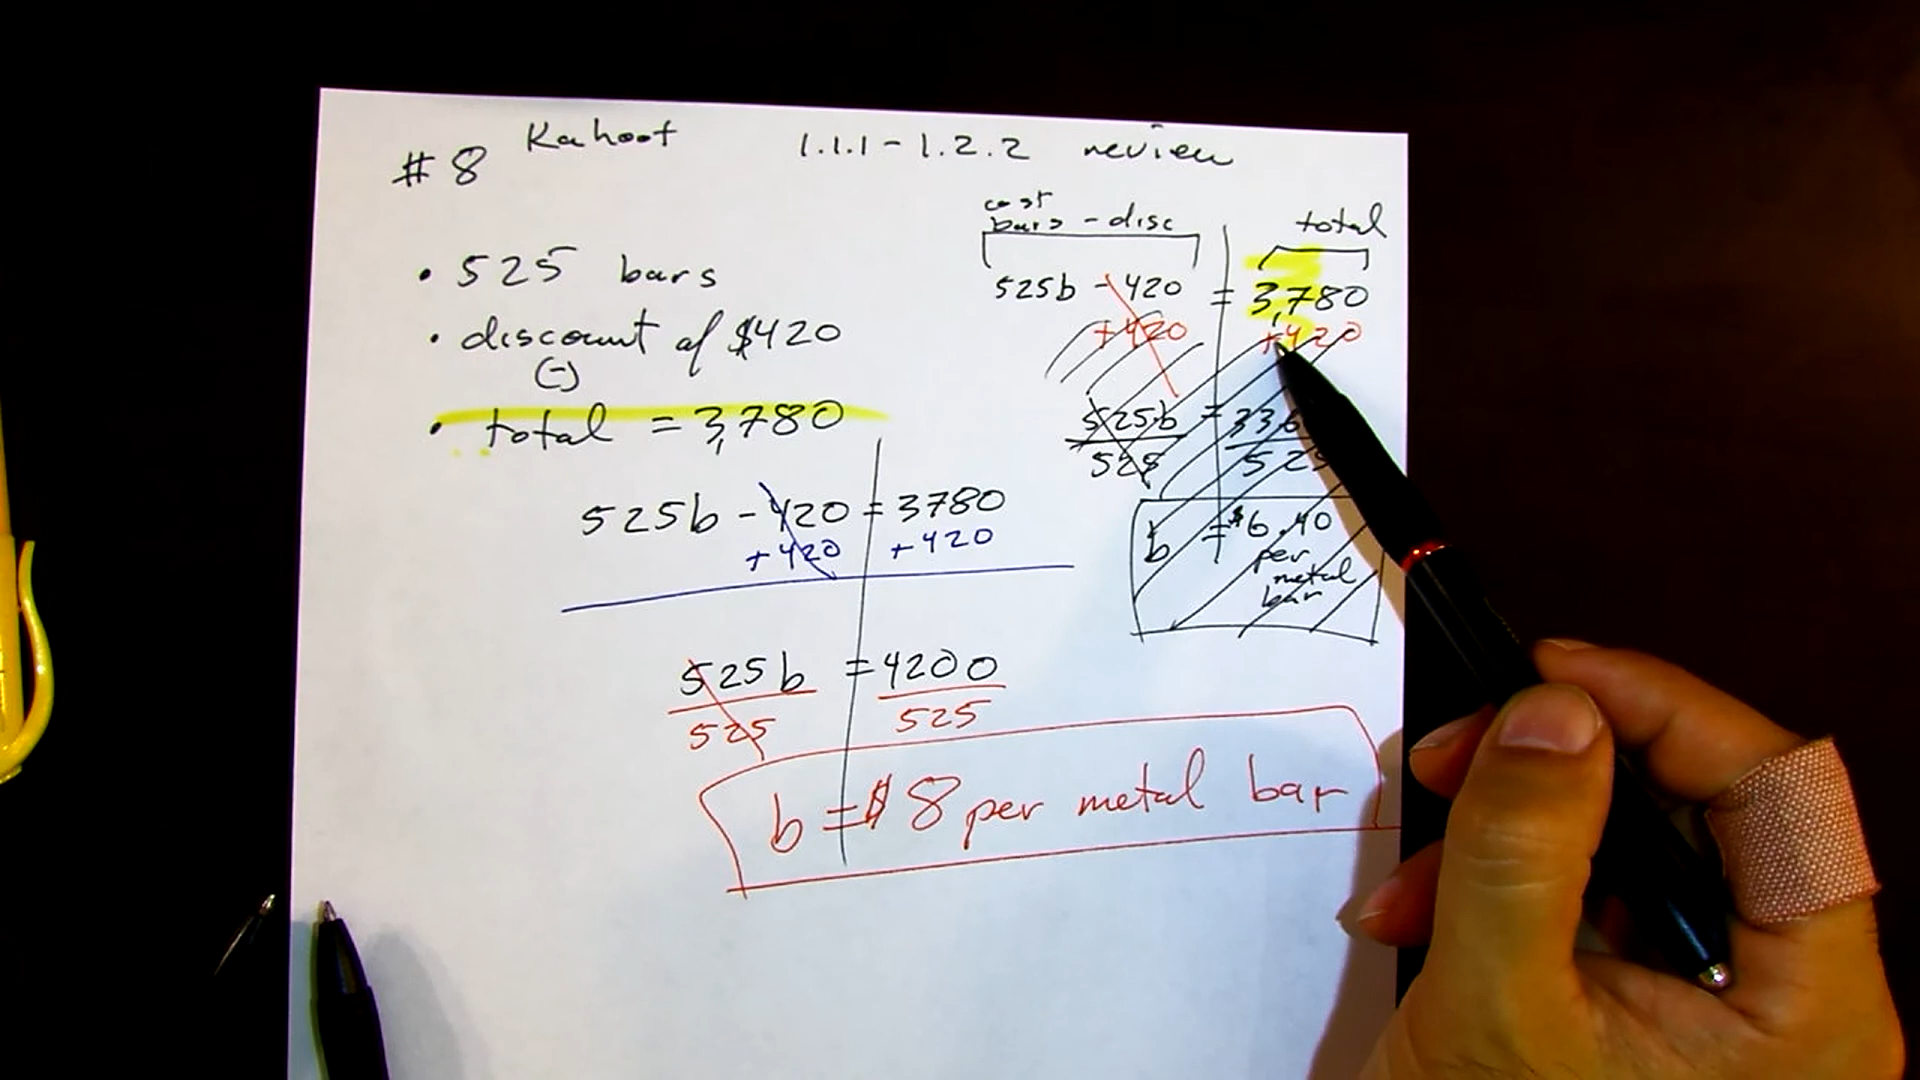 Kahoot 1.1.1 - 1.2.2 review
#8
• 525 bars
• discount of $420
(-)
• total = 3,780
cost
bars - disc
total
525b - 420 = 3,780
+420 +420
525b =
525
b = $6.40
per
metal
bar
525b - 420 = 3780
+420 +420
525b = 4200
525 525
b = $8 per metal bar